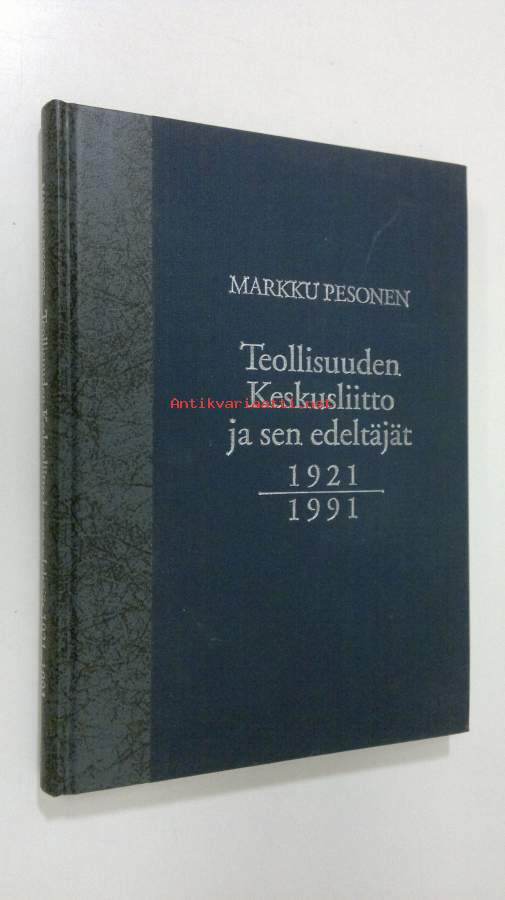 MARKKU PESONEN
Teollisuuden
Keskusliitto
Antikvariaatti.net
ja sen edeltäjät
1921
1991